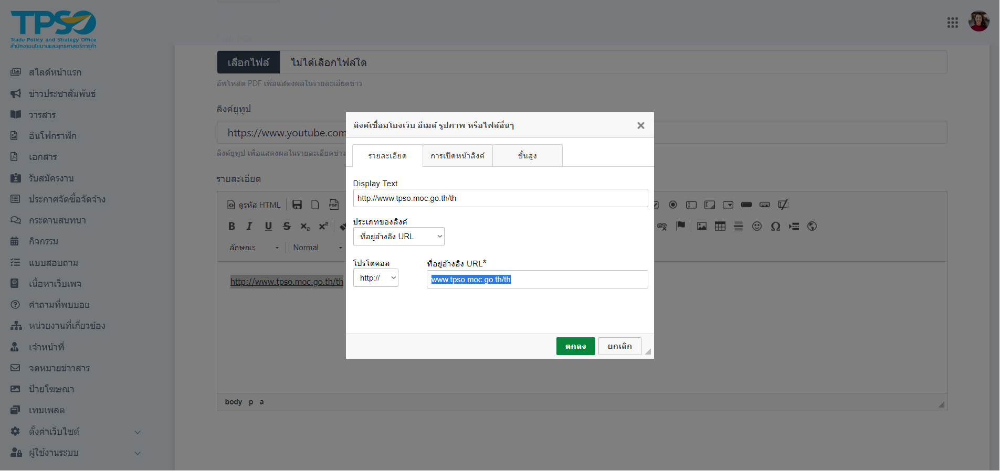 TPSO
Trade Policy and Strategy Office
สำนักงานนโยบายและยุทธศาสตร์การค้า
สไลด์หน้าแรก
ข่าวประชาสัมพันธ์
วารสาร
อินโฟกราฟิก
เอกสาร
รับสมัครงาน
ประกาศจัดซื้อจัดจ้าง
กระดานสนทนา
กิจกรรม
แบบสอบถาม
เนื้อหาเว็บเพจ
คำถามที่พบบ่อย
หน่วยงานที่เกี่ยวข้อง
เจ้าหน้าที่
จดหมายข่าวสาร
ป้ายโฆษณา
เทมเพลต
ตั้งค่าเว็บไซต์
ผู้ใช้งานระบบ
เลือกไฟล์ ไม่ได้เลือกไฟล์ใด
อัพโหลด PDF เพื่อแสดงผลในรายละเอียดข่าว
ลิงค์ยูทูป
https://www.youtube.com
ลิงค์ยูทูป เพื่อแสดงผลในรายละเอียดข่าว
รายละเอียด
ดูรหัส HTML
ลักษณะ Normal
http://www.tpso.moc.go.th/th
body p a
ลิงค์เชื่อมโยงเว็บ อีเมล์ รูปภาพ หรือไฟล์อื่นๆ
รายละเอียด การเปิดหน้าลิงค์ ขั้นสูง
Display Text
http://www.tpso.moc.go.th/th
ประเภทของลิงค์
ที่อยู่อ้างอิง URL
โปรโตคอล ที่อยู่อ้างอิง URL*
http:// www.tpso.moc.go.th/th
ตกลง ยกเลิก